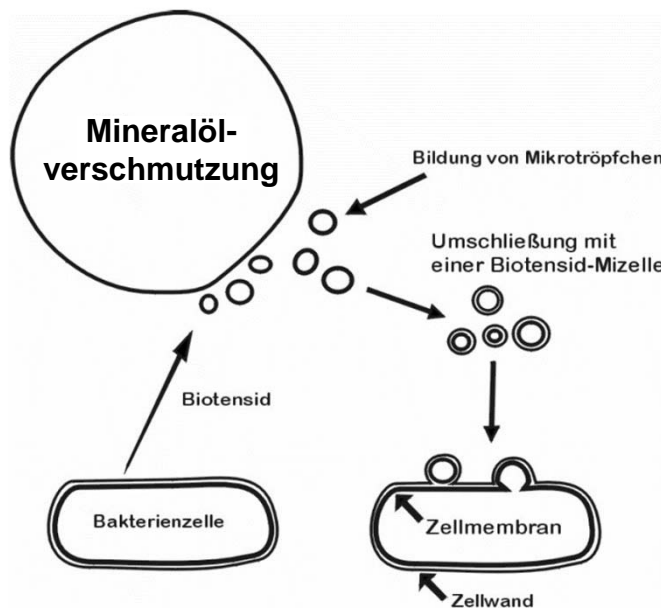 Mineralöl-
verschmutzung
Bildung von Mikrotröpfchen
Umschließung mit
einer Biotensid-Mizelle
Biotensid
Bakterienzelle
Zellmembran
Zellwand